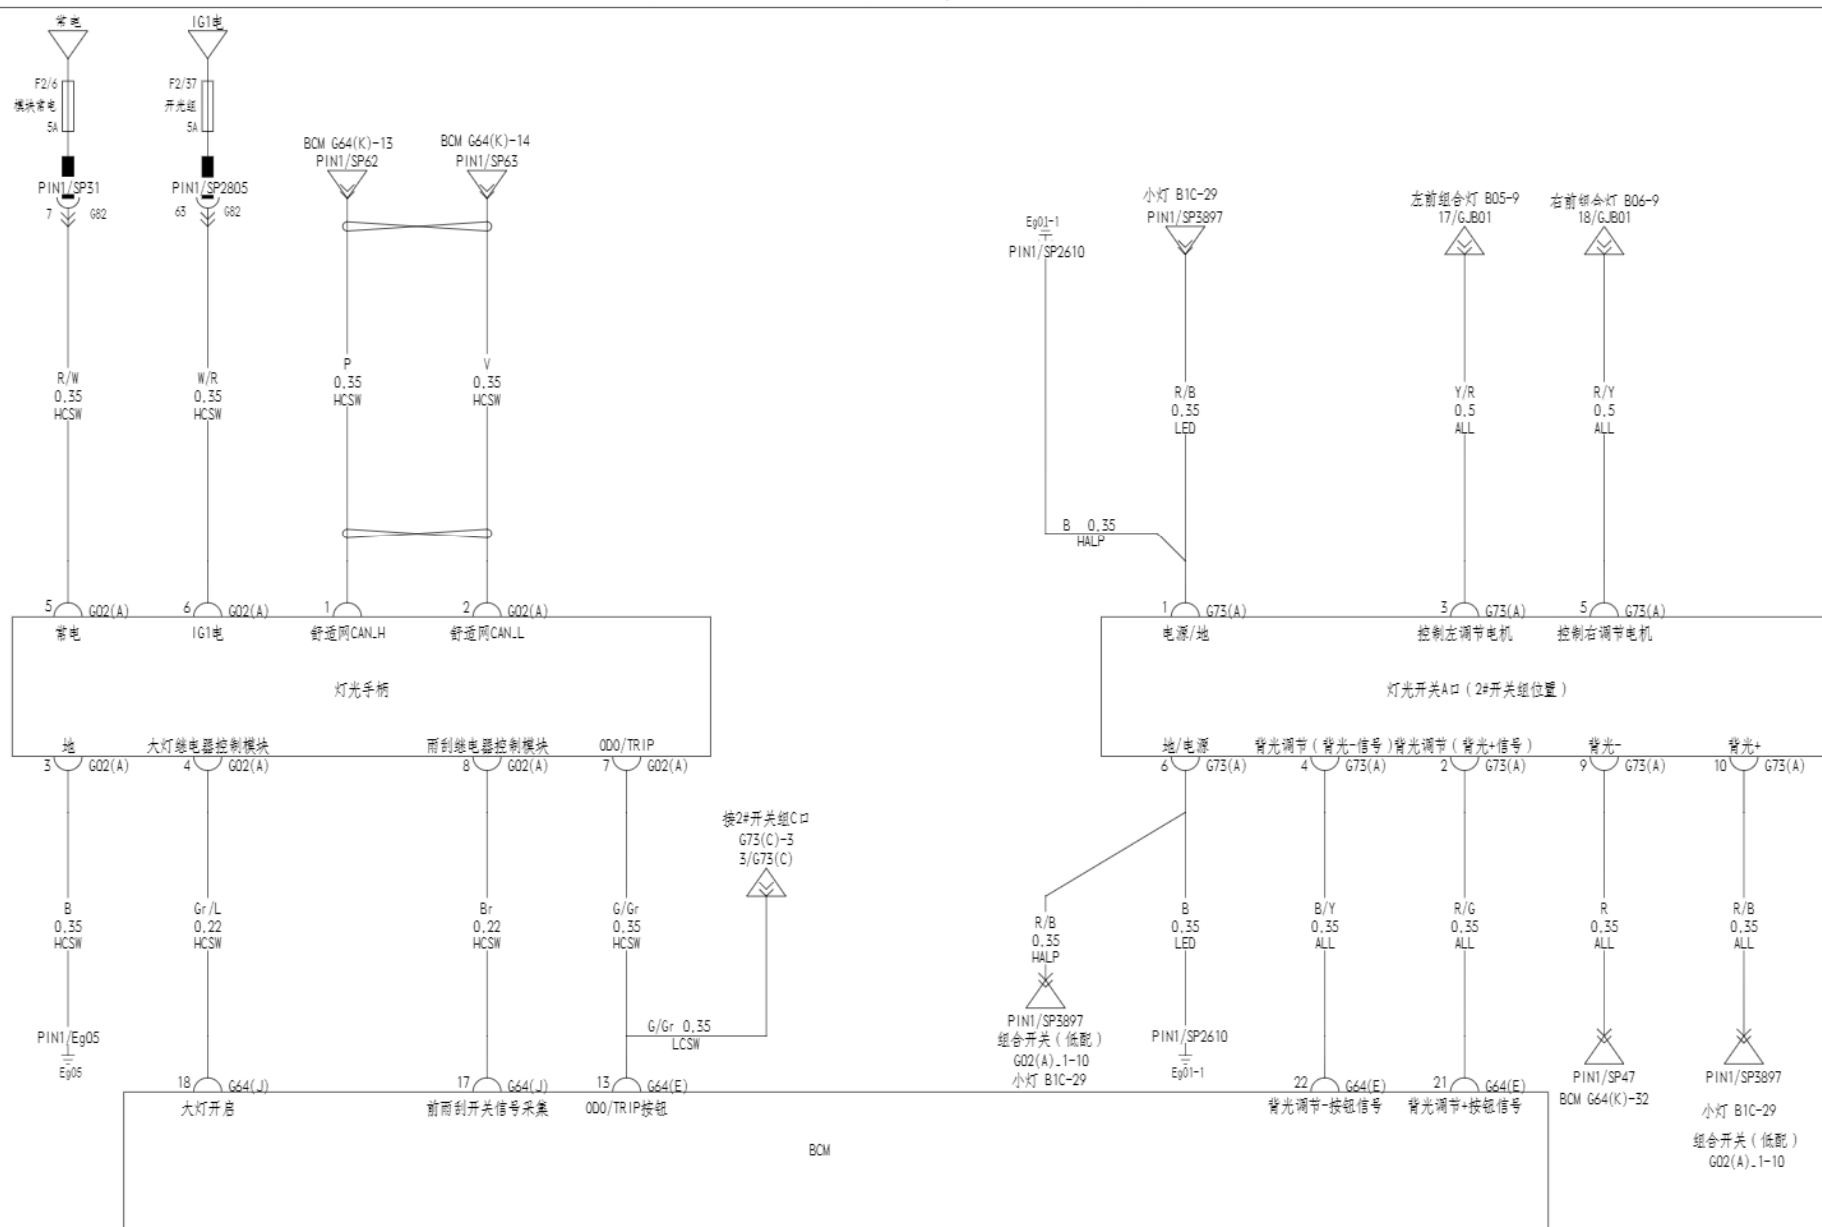 常电
IG1电
F2/6
模块常电
5A
F2/37
开光组
5A
PIN1/SP31
7 G82
PIN1/SP2805
63 G82
BCM G64(K)-13
PIN1/SP62
BCM G64(K)-14
PIN1/SP63
Eg01-1
PIN1/SP2610
小灯 B1C-29
PIN1/SP3897
左前组合灯 B05-9
17/GJB01
右前组合灯 B06-9
18/GJB01
R/W
0.35
HCSW
W/R
0.35
HCSW
P
0.35
HCSW
V
0.35
HCSW
R/B
0.35
LED
Y/R
0.5
ALL
R/Y
0.5
ALL
B 0.35
HALP
5 G02(A)
6 G02(A)
1
2 G02(A)
1 G73(A)
3 G73(A)
5 G73(A)
常电
IG1电
舒适网CAN_H
舒适网CAN_L
电源/地
控制左调节电机
控制右调节电机
灯光手柄
灯光开关A口(2#开关组位置)
地
大灯继电器控制模块
雨刮继电器控制模块
ODO/TRIP
地/电源
背光调节(背光-信号)
背光调节(背光+信号)
背光-
背光+
3 G02(A)
4 G02(A)
8 G02(A)
7 G02(A)
6 G73(A)
4 G73(A)
2 G73(A)
9 G73(A)
10 G73(A)
接2#开关组C口
G73(C)-3
3/G73(C)
B
0.35
HCSW
Gr/L
0.22
HCSW
Br
0.22
HCSW
G/Gr
0.35
HCSW
R/B
0.35
HALP
B
0.35
LED
B/Y
0.35
ALL
R/G
0.35
ALL
R
0.35
ALL
R/B
0.35
ALL
G/Gr 0.35
LCSW
PIN1/Eg05
Eg05
PIN1/SP3897
组合开关(低配)
G02(A)_1-10
小灯 B1C-29
PIN1/SP2610
Eg01-1
PIN1/SP47
BCM G64(K)-32
PIN1/SP3897
小灯 B1C-29
组合开关(低配)
G02(A)_1-10
18 G64(J)
17 G64(J)
13 G64(E)
22 G64(E)
21 G64(E)
大灯开启
前雨刮开关信号采集
ODO/TRIP按钮
背光调节-按钮信号
背光调节+按钮信号
BCM